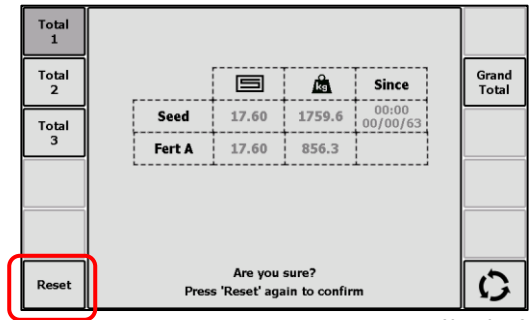 Total
1
Total
2
Total
3
Reset
kg
Since
Seed
17.60
1759.6
00:00
00/00/63
Fert A
17.60
856.3
Are you sure?
Press 'Reset' again to confirm
Grand
Total